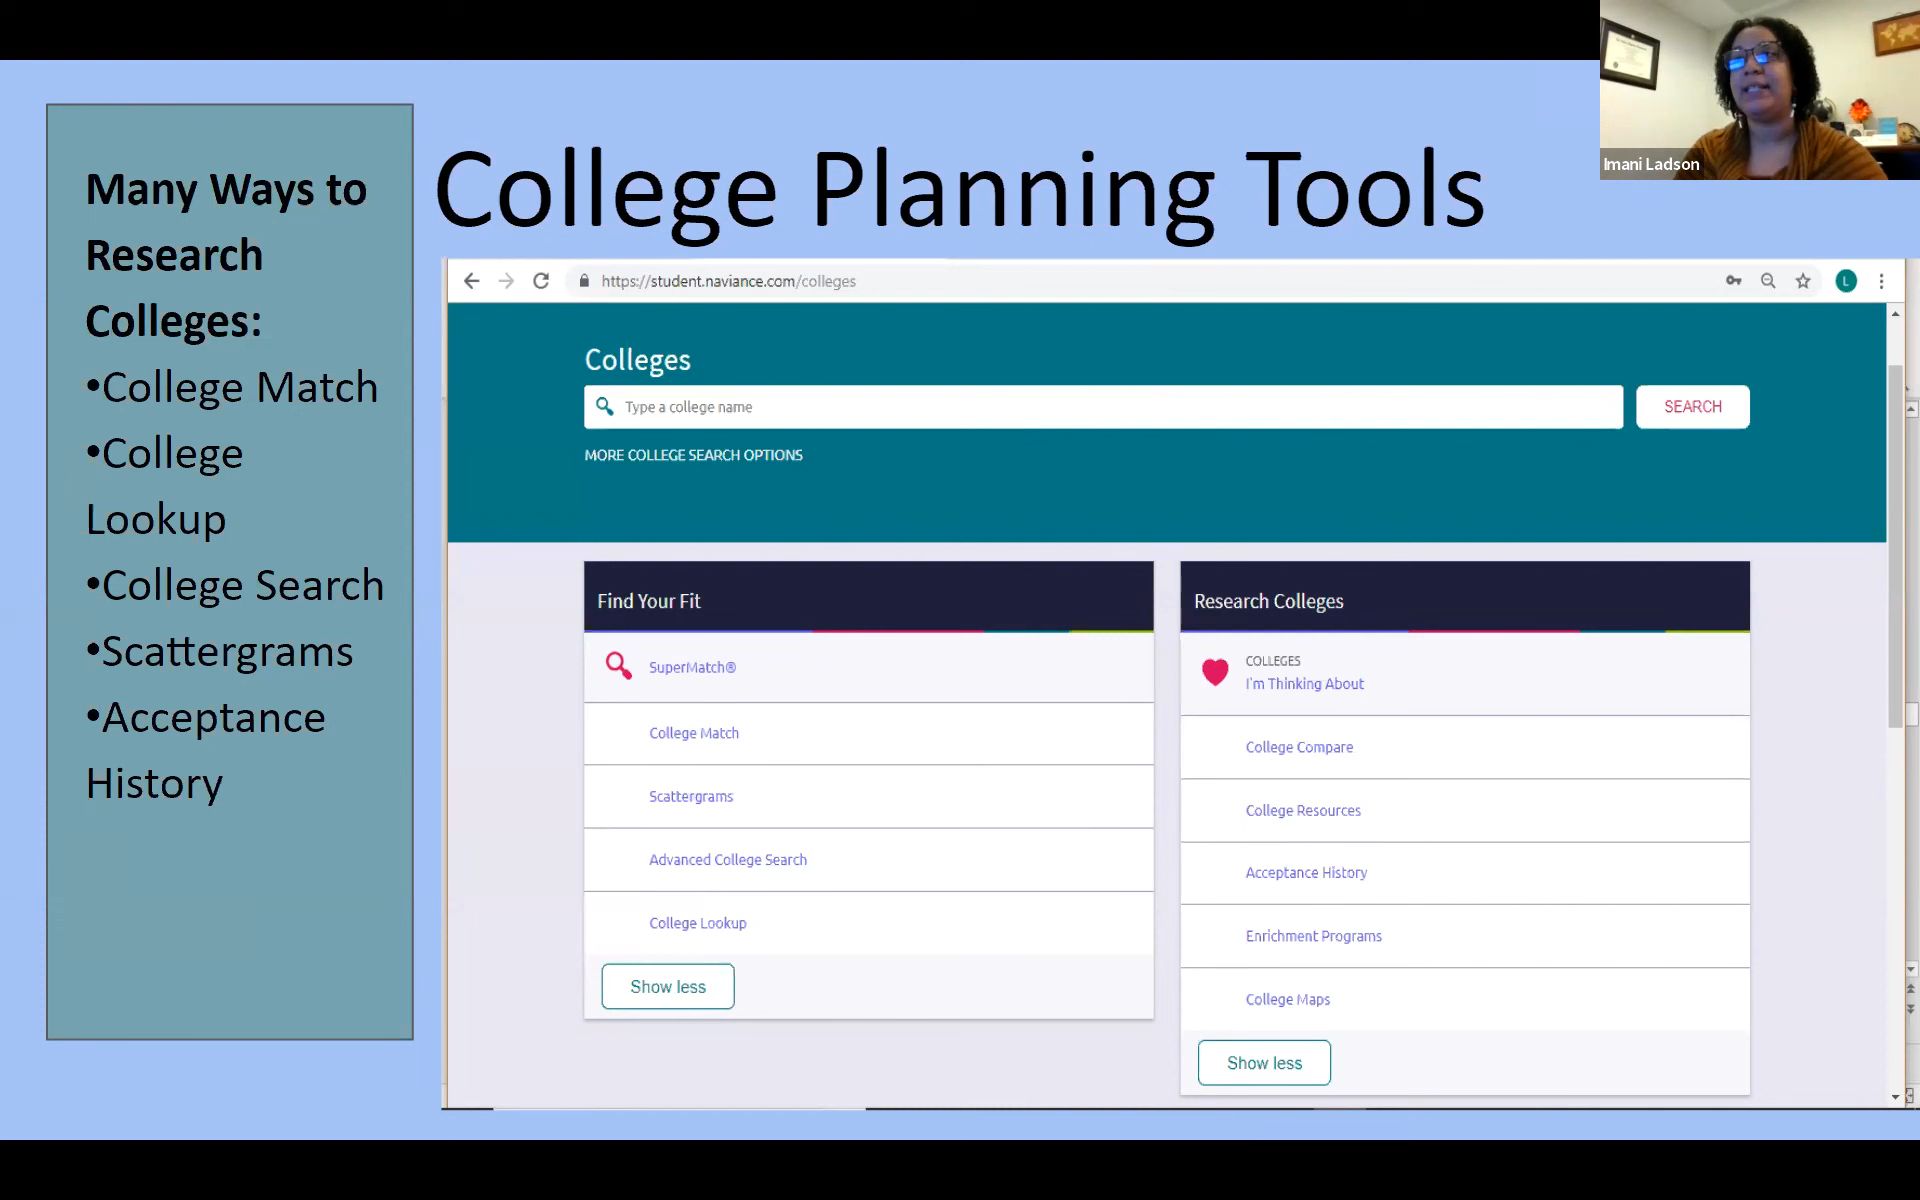 Many Ways to
Research
Colleges:
•College Match
•College
Lookup
•College Search
•Scattergrams
•Acceptance
History
College Planning Tools
Imani Ladson
https://student.naviance.com/colleges
L
Colleges
Type a college name
SEARCH
MORE COLLEGE SEARCH OPTIONS
Find Your Fit
SuperMatch®
College Match
Scattergrams
Advanced College Search
College Lookup
Show less
Research Colleges
COLLEGES
I'm Thinking About
College Compare
College Resources
Acceptance History
Enrichment Programs
College Maps
Show less